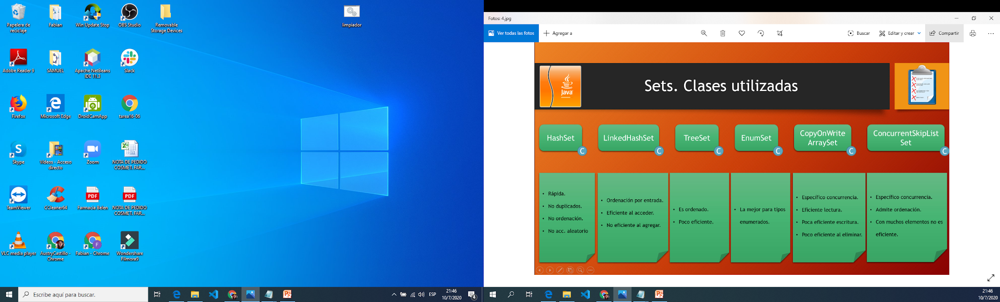 Papelera de
reciclaje
Fabian
Win Update Stop
OBS Studio
Removable
Storage Devices
limpiador
Adobe Reader 9
SAMUEL
Apache NetBeans
IDE 11.3
Slack
Firefox
Microsoft Edge
DroidCamApp
tarea16-06
Skype
Vídeos - Acceso
directo
Zoom
NOTA DE PEDIDO
COSMET. FAR...
TeamViewer
CCleaner64
PDF
Farmacia Belen
PDF
NOTA DE PEDIDO
COSMET. FAR...
VLC media player
AustryCastillo -
Chrome
F
Fabian - Chrome
Wondershare
Filmora9
Escribe aquí para buscar.
ESP
21:46
10/7/2020
4
Fotos: 4.jpg
Ver todas las fotos
Agregar a
Buscar
Editar y crear
Compartir
Java
Sets. Clases utilizadas
HashSet
C
LinkedHashSet
C
TreeSet
C
EnumSet
C
CopyOnWrite
ArraySet
C
ConcurrentSkipList
Set
C
• Rápida.
• No duplicados.
• No ordenación.
• No acc. aleatorio
• Ordenación por entrada.
• Eficiente al acceder.
• No eficiente al agregar.
• Es ordenado.
• Poco eficiente.
• La mejor para tipos
enumerados.
• Específico concurrencia.
• Eficiente lectura.
• Poca eficiente escritura.
• Poco eficiente al eliminar.
• Específico concurrencia.
• Admite ordenación.
• Con muchos elementos no es
eficiente.
21:46
10/7/2020